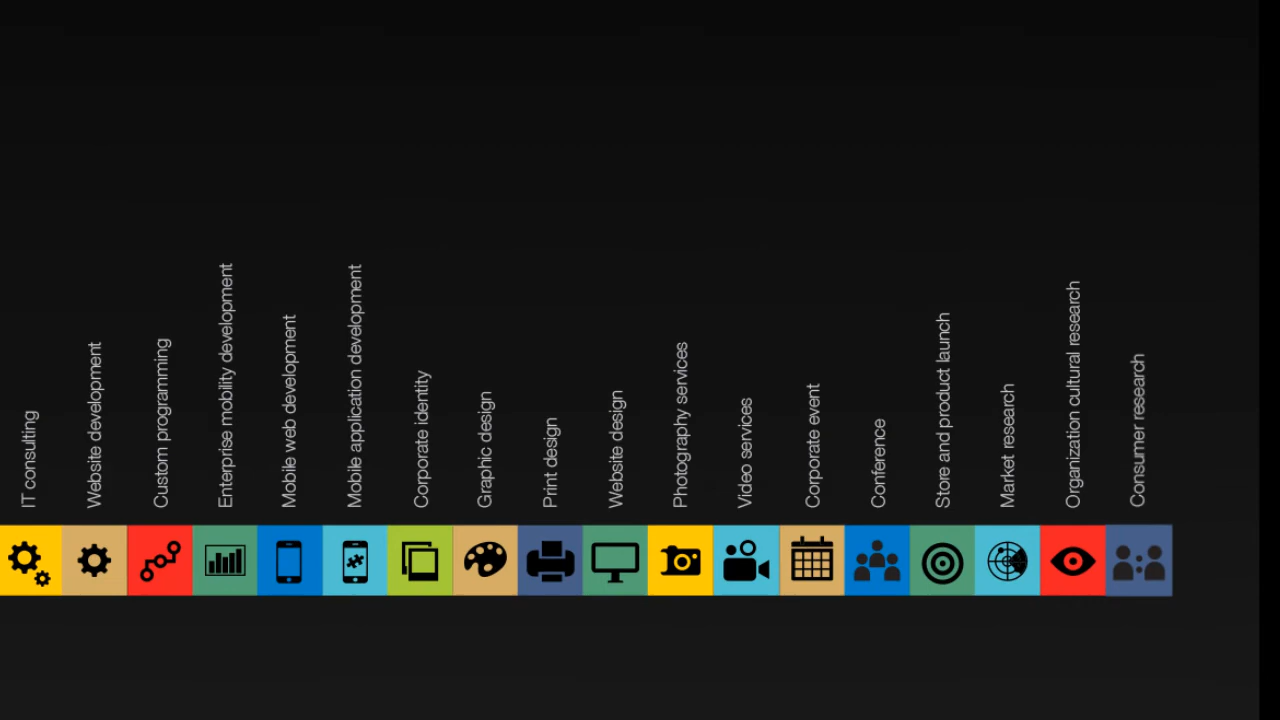 IT consulting
Website development
Custom programming
Enterprise mobility development
Mobile web development
Mobile application development
Corporate identity
Graphic design
Print design
Website design
Photography services
Video services
Corporate event
Conference
Store and product launch
Market research
Organization cultural research
Consumer research